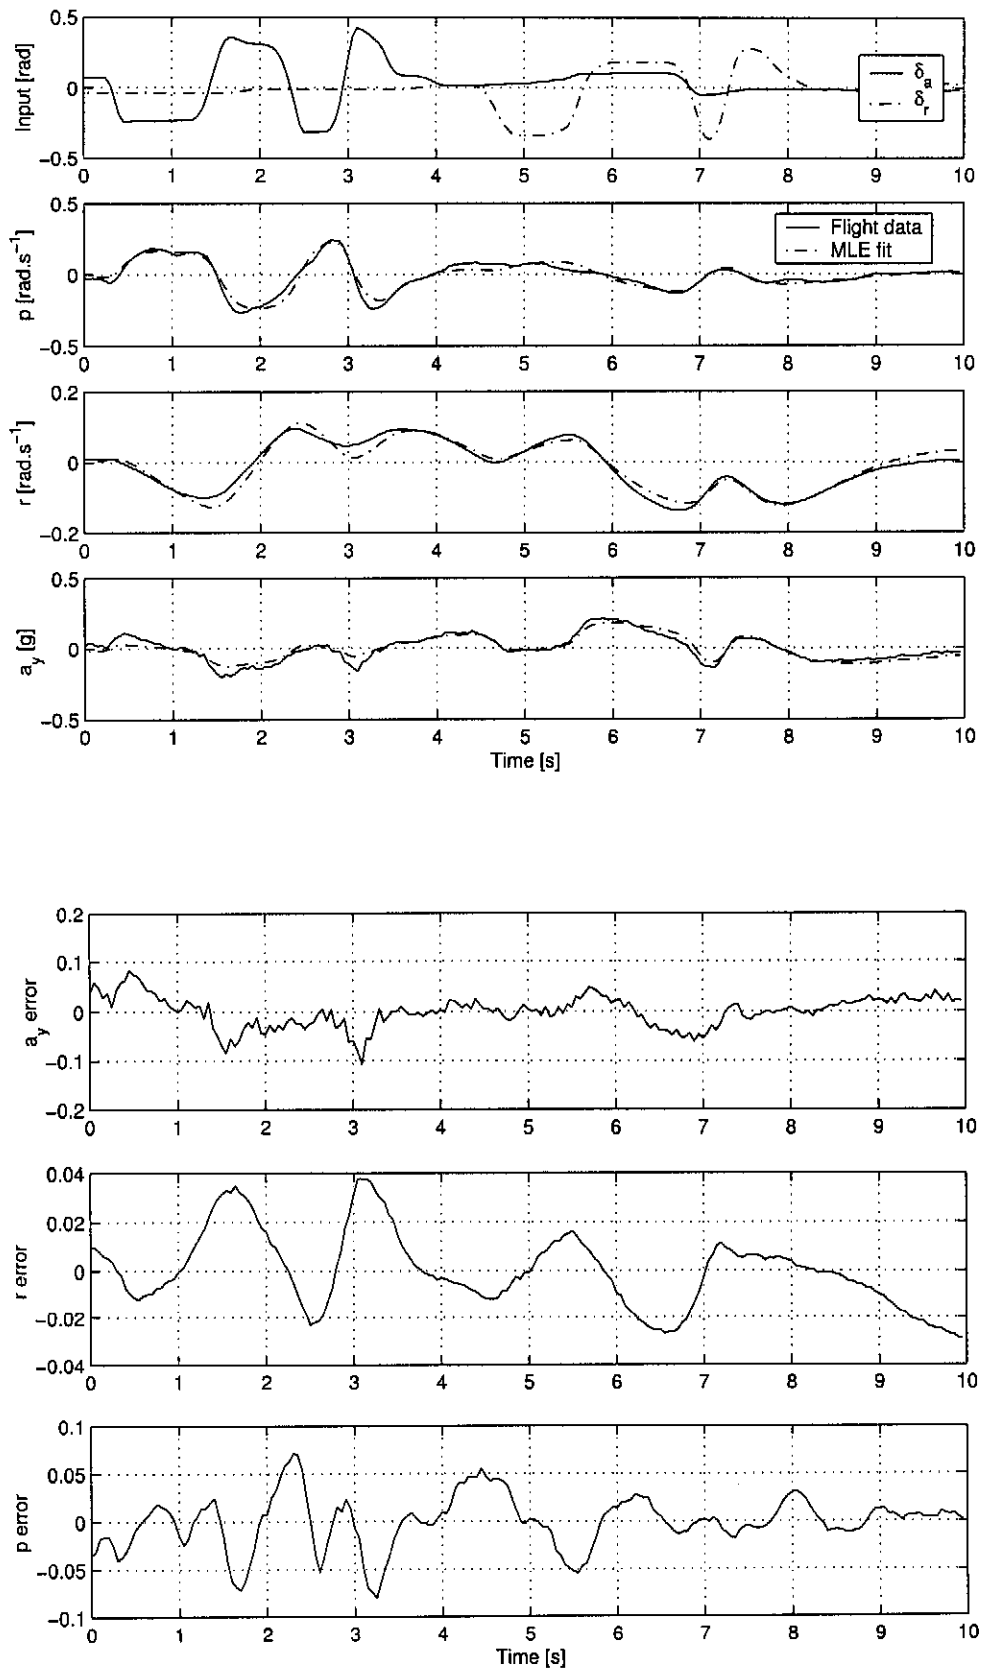 0.5
0
−0.5
Input [rad]
δa
δr
0 1 2 3 4 5 6 7 8 9 10
0.5
0
−0.5
p [rad.s−1]
Flight data
MLE fit
0 1 2 3 4 5 6 7 8 9 10
0.2
0
−0.2
r [rad.s−1]
0 1 2 3 4 5 6 7 8 9 10
0.5
0
−0.5
ay [g]
0 1 2 3 4 5 6 7 8 9 10
Time [s]
0.2
0.1
0
−0.1
−0.2
ay error
0 1 2 3 4 5 6 7 8 9 10
0.04
0.02
0
−0.02
−0.04
r error
0 1 2 3 4 5 6 7 8 9 10
0.1
0.05
0
−0.05
−0.1
p error
0 1 2 3 4 5 6 7 8 9 10
Time [s]